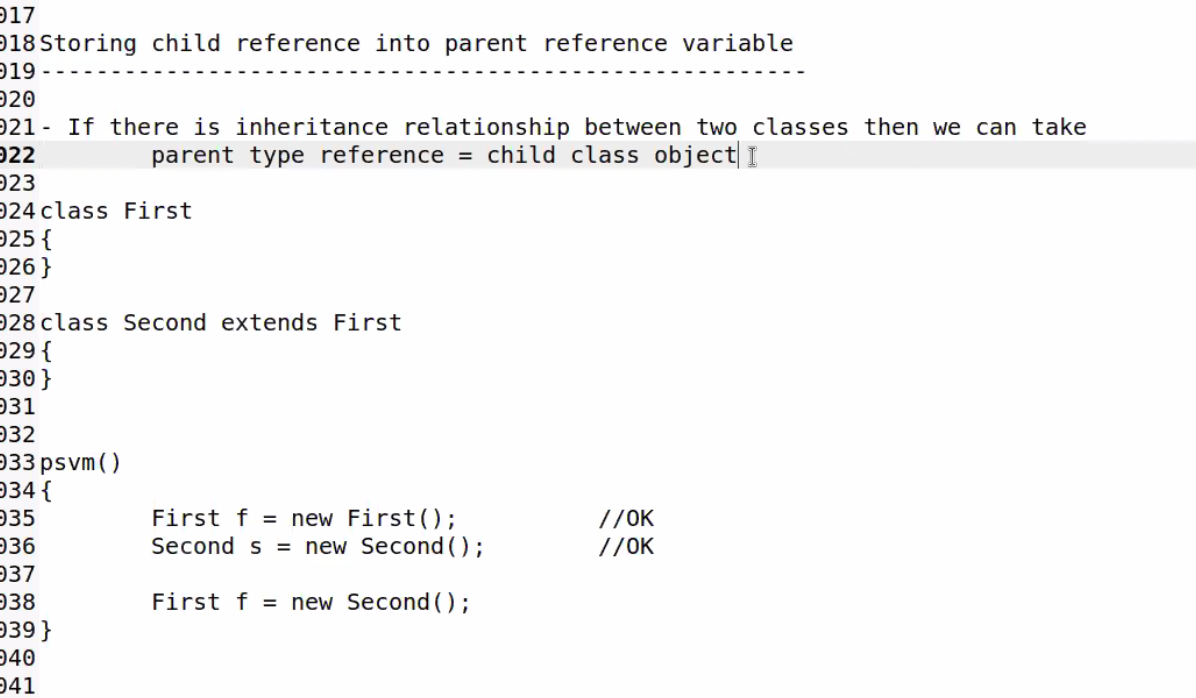 017
018 Storing child reference into parent reference variable
019 -------------------------------------------------------
020
021 - If there is inheritance relationship between two classes then we can take
022         parent type reference = child class object
023
024 class First
025 {
026 }
027
028 class Second extends First
029 {
030 }
031
032
033 psvm()
034 {
035         First f = new First();          //OK
036         Second s = new Second();        //OK
037
038         First f = new Second();
039 }
040
041